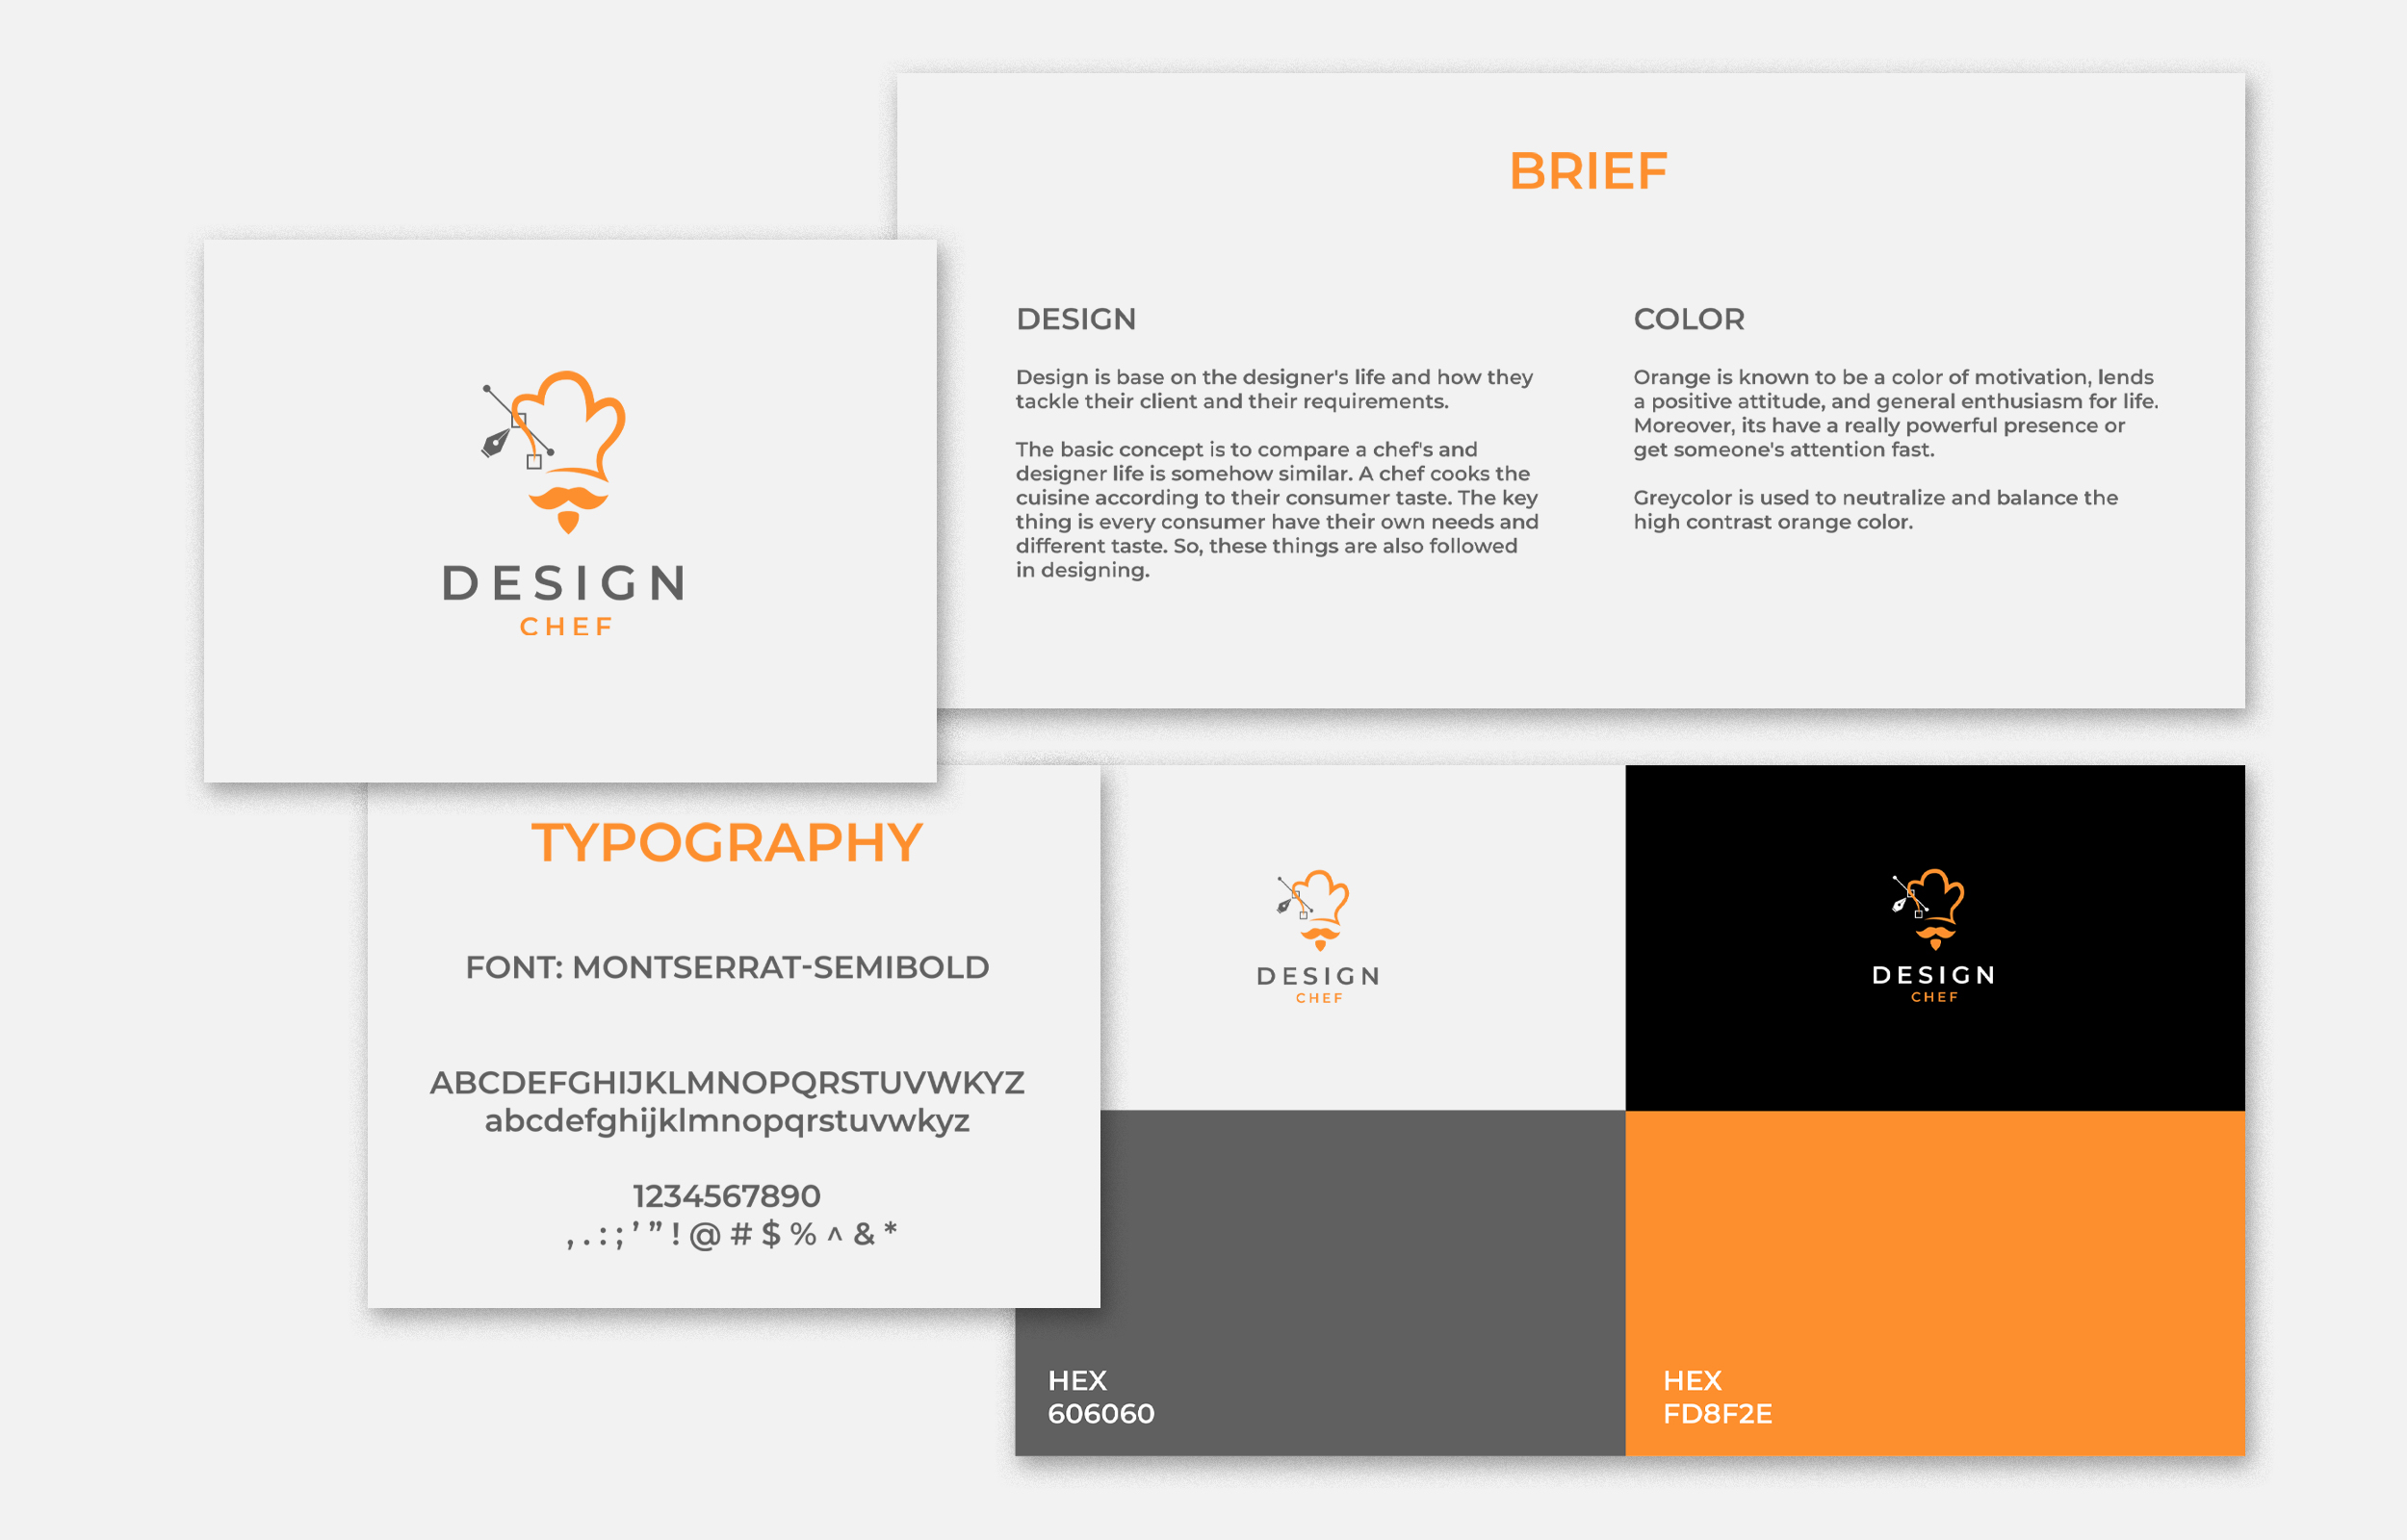 DESIGN
CHEF
BRIEF
DESIGN
Design is base on the designer's life and how they
tackle their client and their requirements.
The basic concept is to compare a chef's and
designer life is somehow similar. A chef cooks the
cuisine according to their consumer taste. The key
thing is every consumer have their own needs and
different taste. So, these things are also followed
in designing.
COLOR
Orange is known to be a color of motivation, lends
a positive attitude, and general enthusiasm for life.
Moreover, its have a really powerful presence or
get someone's attention fast.
Greycolor is used to neutralize and balance the
high contrast orange color.
TYPOGRAPHY
FONT: MONTSERRAT-SEMIBOLD
ABCDEFGHIJKLMNOPQRSTUVWKYZ
abcdefghijklmnopqrstuvwkyz
1234567890
, . : ; ’ ” ! @ # $ % ^ & *
DESIGN
CHEF
DESIGN
CHEF
HEX
606060
HEX
FD8F2E